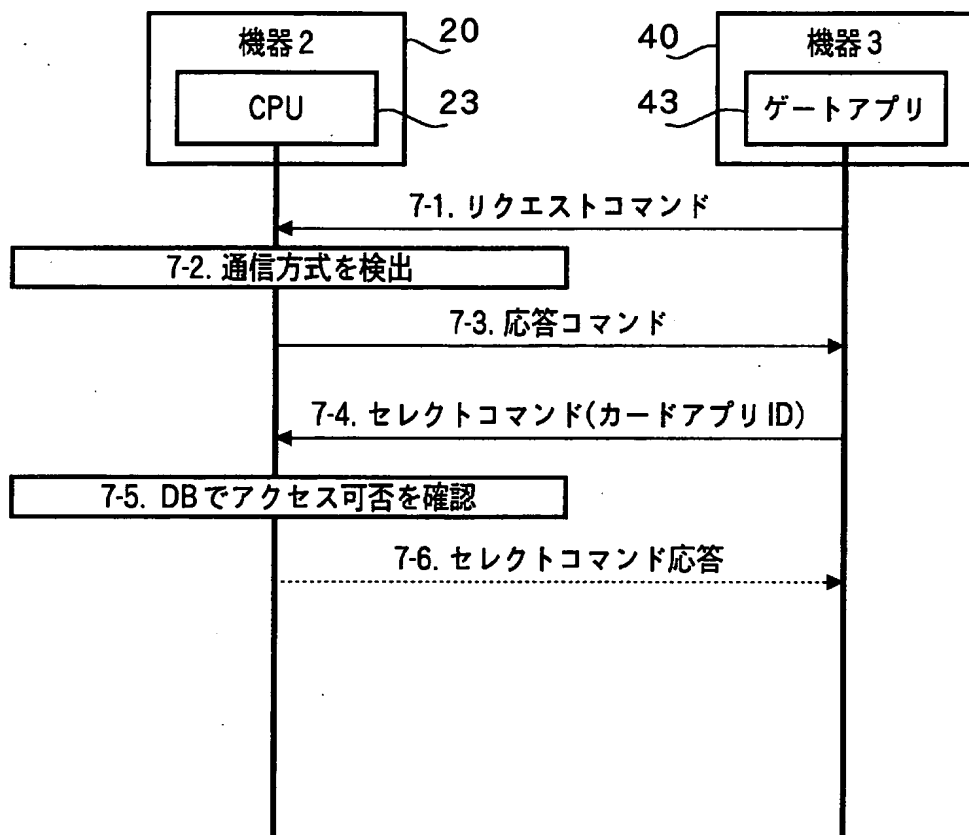 機器2
20
CPU
23
40
機器3
43
ゲートアプリ
7-1. リクエストコマンド
7-2. 通信方式を検出
7-3. 応答コマンド
7-4. セレクトコマンド(カードアプリID)
7-5. DBでアクセス可否を確認
7-6. セレクトコマンド応答